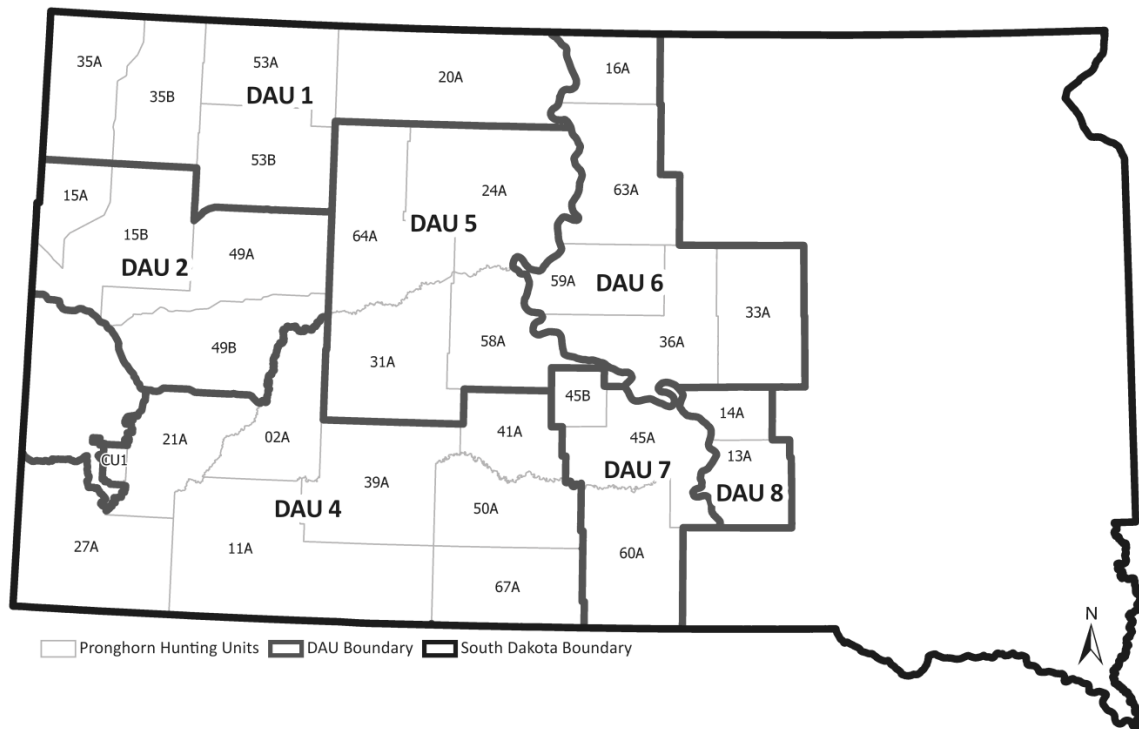 35A
35B
53A
20A
16A
DAU 1
53B
15A
15B
24A
63A
64A
DAU 5
49A
DAU 2
59A
DAU 6
33A
49B
31A
58A
36A
45B
14A
21A
02A
41A
45A
13A
CU1
DAU 7
39A
DAU 8
DAU 4
50A
27A
11A
60A
67A
N
Pronghorn Hunting Units DAU Boundary South Dakota Boundary